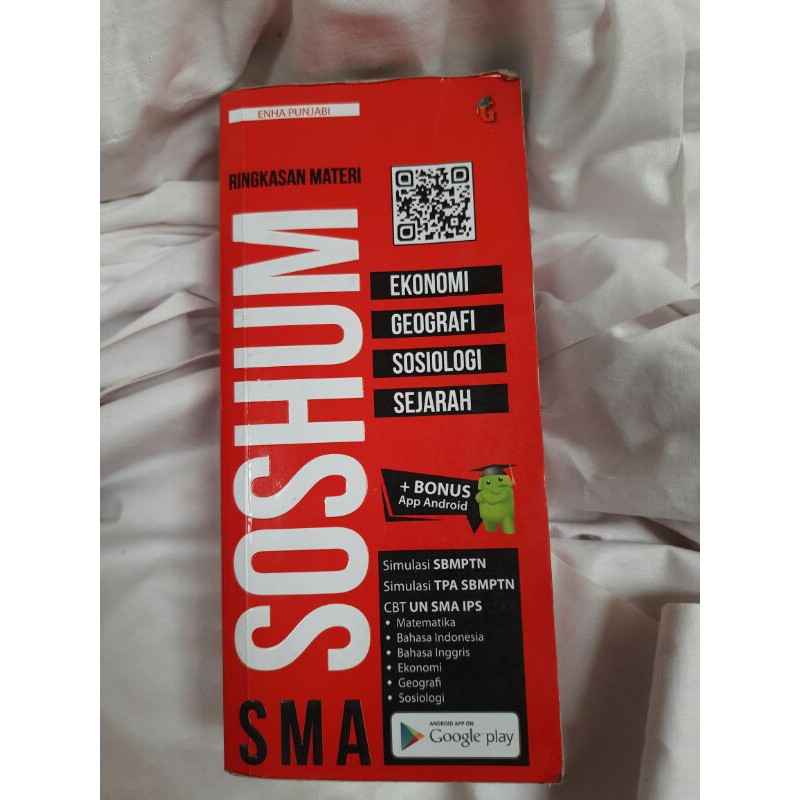 ENHA PUNJABI
RINGKASAN MATERI
SOSHUM
SMA
EKONOMI
GEOGRAFI
SOSIOLOGI
SEJARAH
+ BONUS
App Android
Simulasi SBMPTN
Simulasi TPA SBMPTN
CBT UN SMA IPS
• Matematika
• Bahasa Indonesia
• Bahasa Inggris
• Ekonomi
• Geografi
• Sosiologi
ANDROID APP ON
Google play